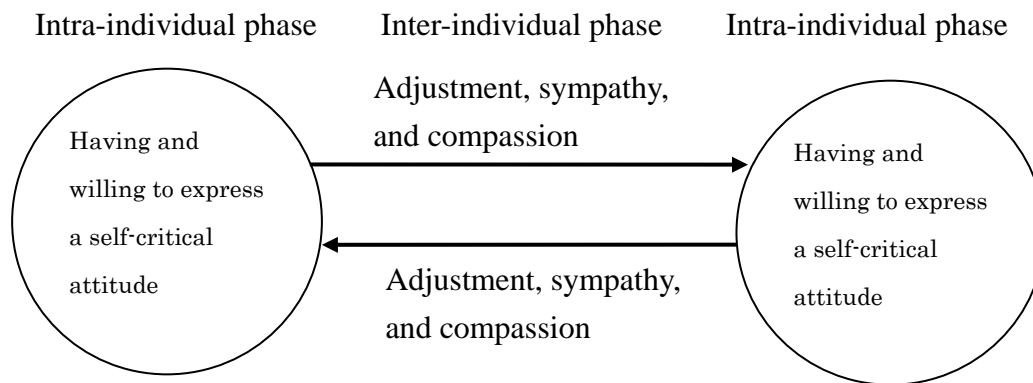 Intra-individual phase
Inter-individual phase
Intra-individual phase
Adjustment, sympathy,
and compassion
Having and
willing to express
a self-critical
attitude
Having and
willing to express
a self-critical
attitude
Adjustment, sympathy,
and compassion